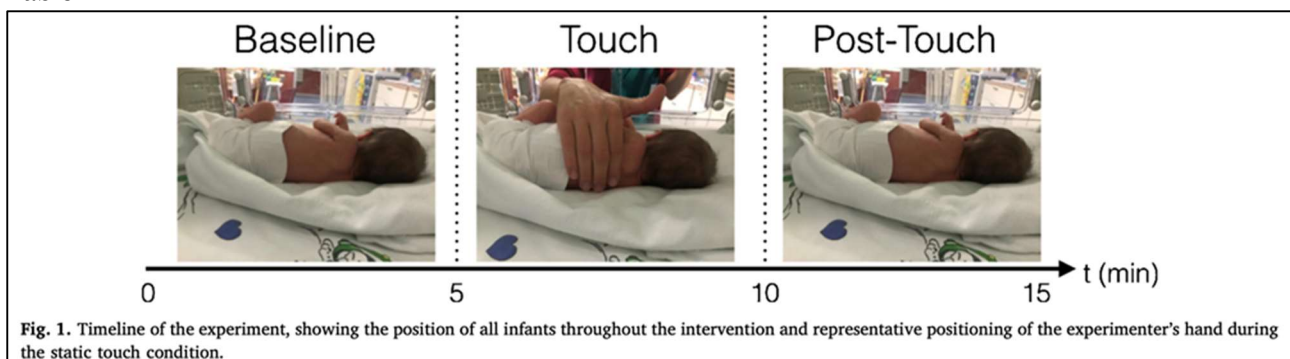 Baseline
Touch
Post-Touch
t (min)
0
5
10
15
Fig. 1. Timeline of the experiment, showing the position of all infants throughout the intervention and representative positioning of the experimenter's hand during
the static touch condition.